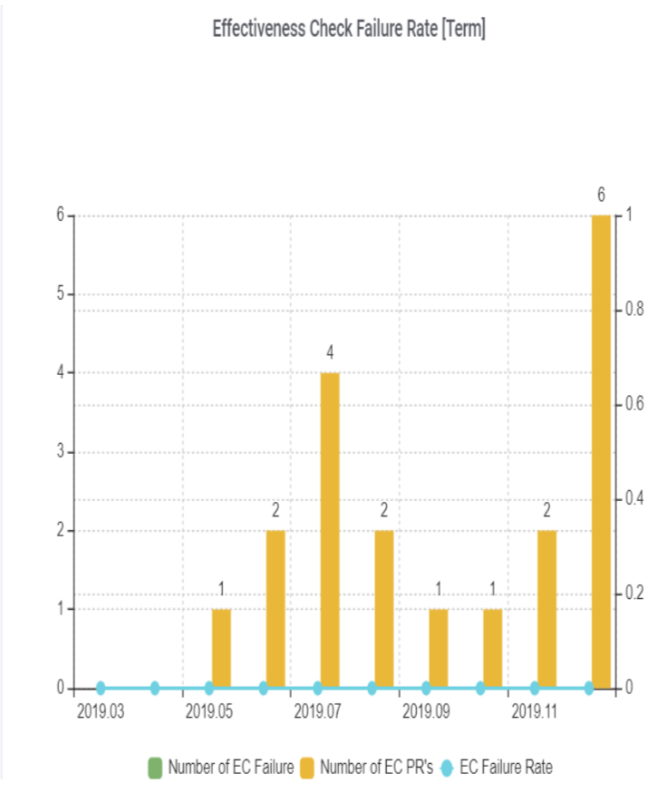 Effectiveness Check Failure Rate [Term]
6
6 1
5
0.8
4
4
0.6
3
0.4
2 2 2 2
1 1 1 1 0.2
0 0
2019.03 2019.05 2019.07 2019.09 2019.11
Number of EC Failure Number of EC PR's EC Failure Rate